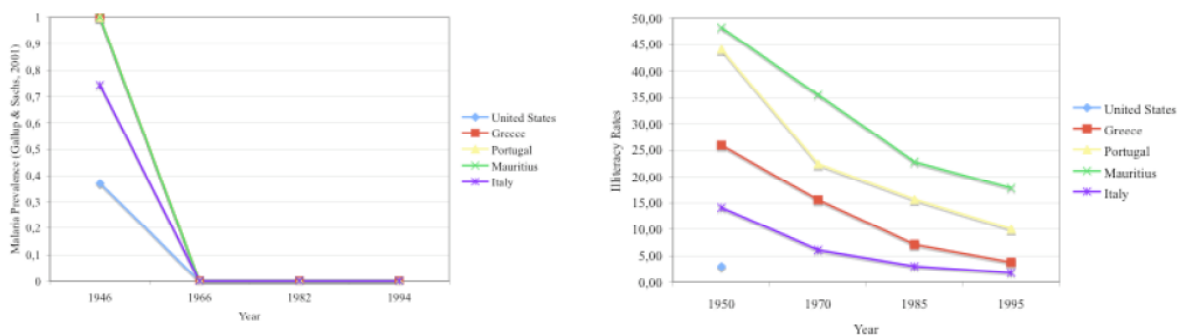 Malaria Prevalence (Gallup & Sachs, 2001)
1
0,9
0,8
0,7
0,6
0,5
0,4
0,3
0,2
0,1
0
1946
1966
1982
1994
Year
United States
Greece
Portugal
Mauritius
Italy
Illiteracy Rates
50,00
45,00
40,00
35,00
30,00
25,00
20,00
15,00
10,00
5,00
0,00
1950
1970
1985
1995
Year
United States
Greece
Portugal
Mauritius
Italy